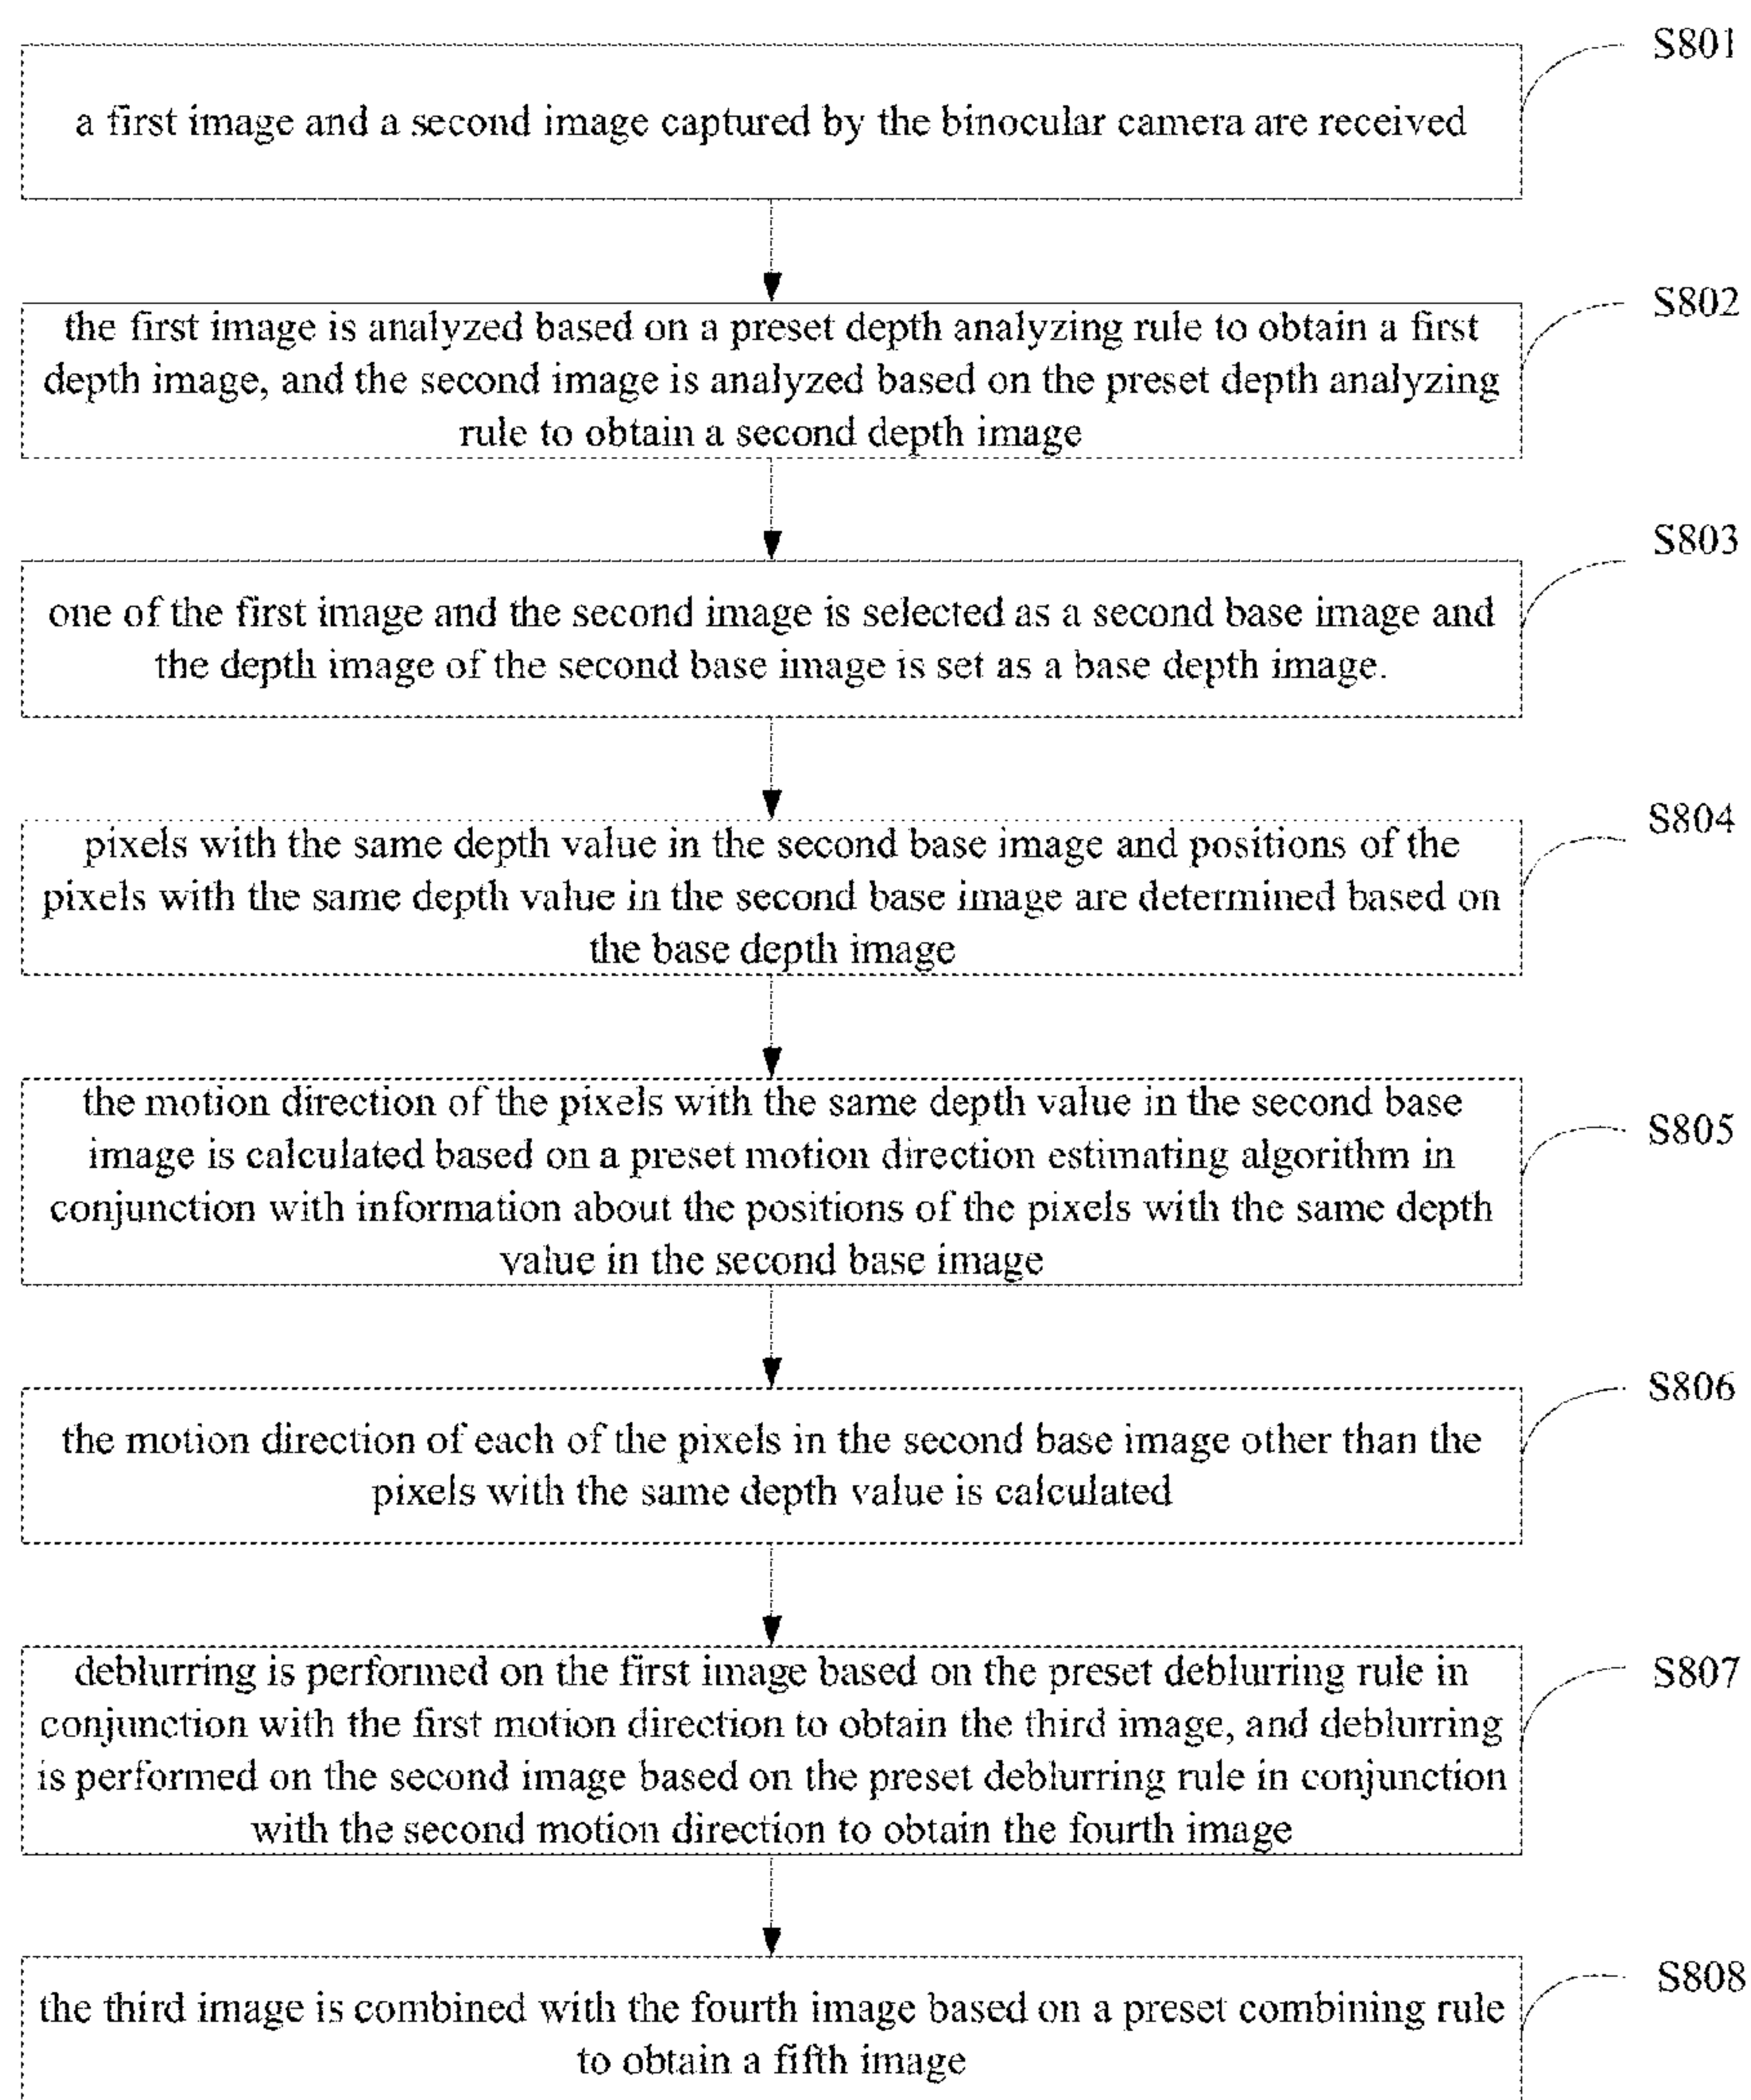 S801
a first image and a second image captured by the binocular camera are received
S802
the first image is analyzed based on a preset depth analyzing rule to obtain a first
depth image, and the second image is analyzed based on the preset depth analyzing
rule to obtain a second depth image
S803
one of the first image and the second image is selected as a second base image and
the depth image of the second base image is set as a base depth image.
S804
pixels with the same depth value in the second base image and positions of the
pixels with the same depth value in the second base image are determined based on
the base depth image
S805
the motion direction of the pixels with the same depth value in the second base
image is calculated based on a preset motion direction estimating algorithm in
conjunction with information about the positions of the pixels with the same depth
value in the second base image
S806
the motion direction of each of the pixels in the second base image other than the
pixels with the same depth value is calculated
S807
deblurring is performed on the first image based on the preset deblurring rule in
conjunction with the first motion direction to obtain the third image, and deblurring
is performed on the second image based on the preset deblurring rule in conjunction
with the second motion direction to obtain the fourth image
S808
the third image is combined with the fourth image based on a preset combining rule
to obtain a fifth image